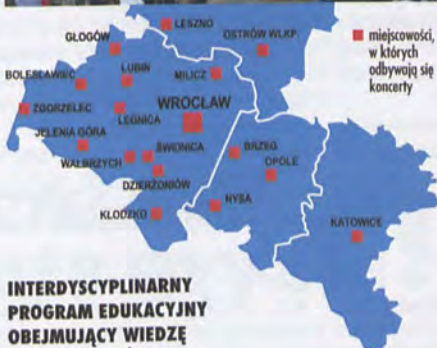 LESZNO
GŁOGÓW
OSTRÓW WLKP.
miejscowości,
w których
odbywają się
koncerty
BOLESŁAWIEC
LUBIN
MILICZ
ZGORZELEC
WROCŁAW
LEGNICA
JELENIA GÓRA
ŚWIDNICA
BRZEG
WAŁBRZYCH
OPOLE
DZIERŻONIÓW
NYSA
KŁODZKO
KATOWICE
INTERDYSCYPLINARNY
PROGRAM EDUKACYJNY
OBEJMUJĄCY WIEDZĘ